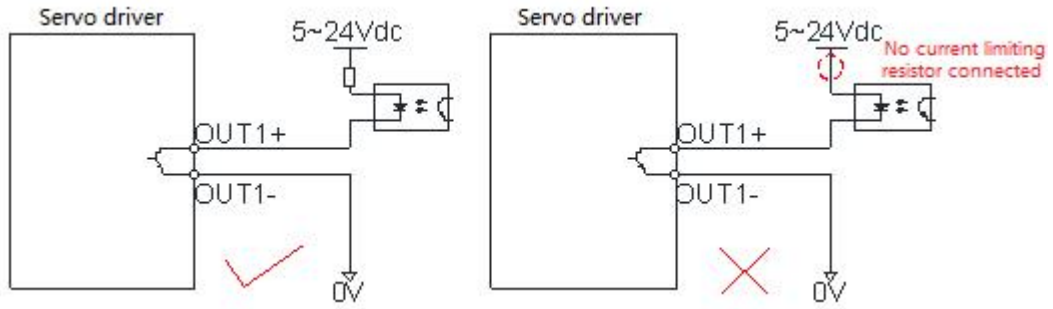 Servo driver
5~24Vdc
OUT1+
OUT1-
0V
Servo driver
5~24Vdc
No current limiting
resistor connected
OUT1+
OUT1-
0V